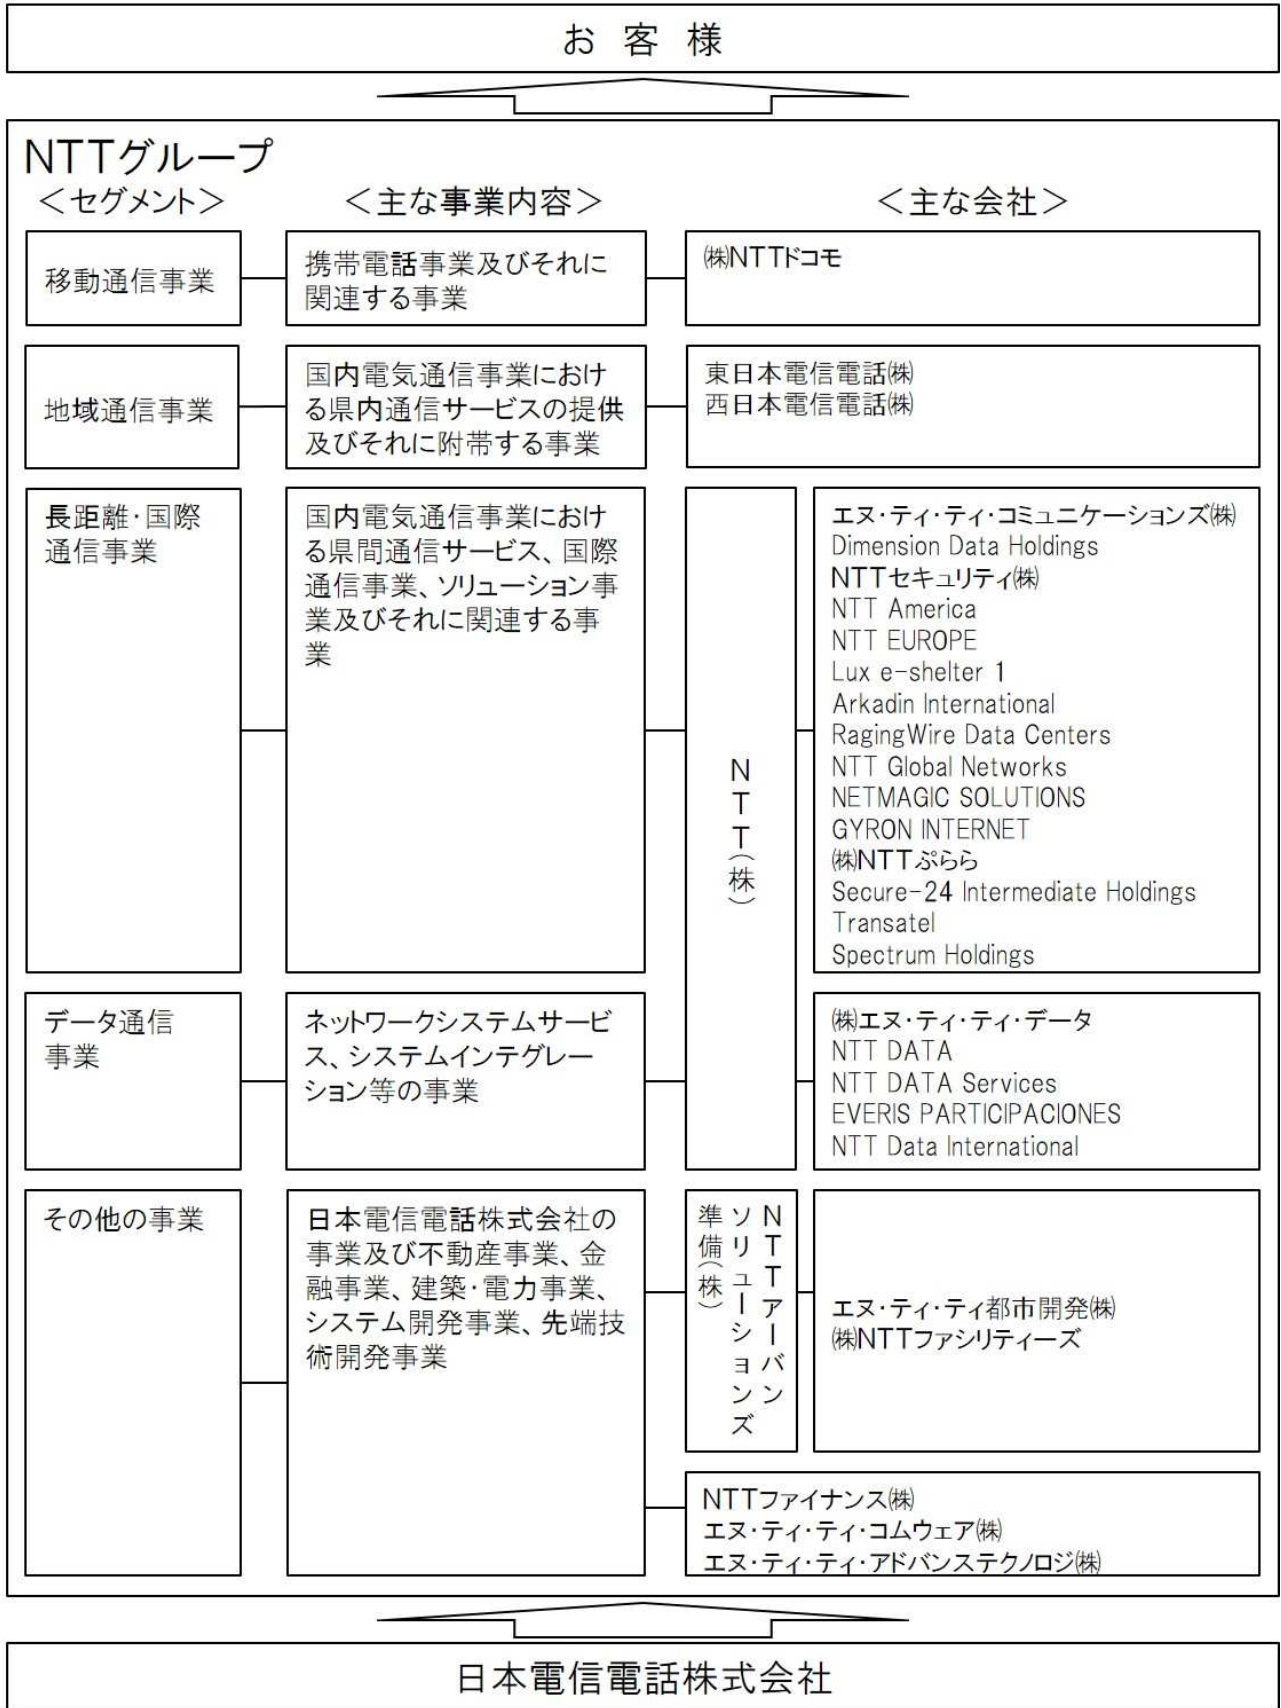 お客様
NTTグループ
＜セグメント＞
＜主な事業内容＞
＜主な会社＞
移動通信事業
携帯電話事業及びそれに
関連する事業
㈱NTTドコモ
地域通信事業
国内電気通信事業におけ
る県内通信サービスの提供
及びそれに附帯する事業
東日本電信電話㈱
西日本電信電話㈱
長距離・国際
通信事業
国内電気通信事業におけ
る県間通信サービス、国際
通信事業、ソリューション事
業及びそれに関連する事
業
NTT（株）
エヌ・ティ・ティ・コミュニケーションズ㈱
Dimension Data Holdings
NTTセキュリティ㈱
NTT America
NTT EUROPE
Lux e-shelter 1
Arkadin International
RagingWire Data Centers
NTT Global Networks
NETMAGIC SOLUTIONS
GYRON INTERNET
㈱NTTぷらら
Secure-24 Intermediate Holdings
Transatel
Spectrum Holdings
データ通信
事業
ネットワークシステムサービ
ス、システムインテグレー
ション等の事業
㈱エヌ・ティ・ティ・データ
NTT DATA
NTT DATA Services
EVERIS PARTICIPACIONES
NTT Data International
その他の事業
日本電信電話株式会社の
事業及び不動産事業、金
融事業、建築・電力事業、
システム開発事業、先端技
術開発事業
NTTアーバン
ソリューションズ
準備（株）
エヌ・ティ・ティ都市開発㈱
㈱NTTファシリティーズ
NTTファイナンス㈱
エヌ・ティ・ティ・コムウェア㈱
エヌ・ティ・ティ・アドバンステクノロジ㈱
日本電信電話株式会社